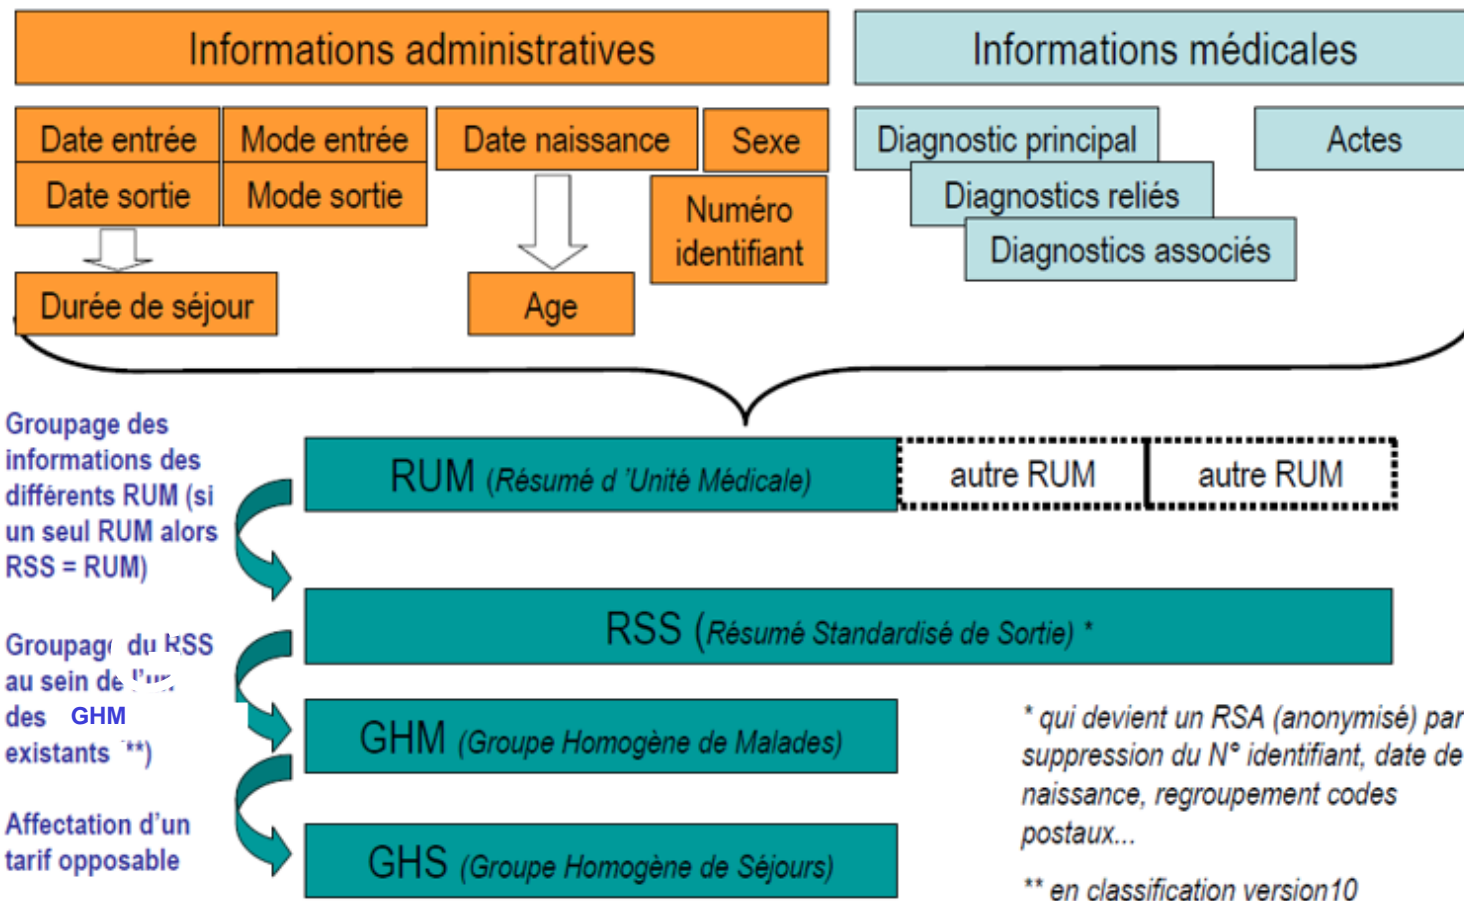 Informations administratives
Informations médicales
Date entrée
Mode entrée
Date naissance
Sexe
Diagnostic principal
Actes
Date sortie
Mode sortie
Numéro
identifiant
Diagnostics reliés
Diagnostics associés
Durée de séjour
Age
Groupage des
informations des
différents RUM (si
un seul RUM alors
RSS = RUM)
RUM (Résumé d 'Unité Médicale)
autre RUM
autre RUM
RSS (Résumé Standardisé de Sortie) *
Groupage du RSS
au sein de l'un
des GHM
existants **)
GHM (Groupe Homogène de Malades)
Affectation d'un
tarif opposable
GHS (Groupe Homogène de Séjours)
* qui devient un RSA (anonymisé) par
suppression du N° identifiant, date de
naissance, regroupement codes
postaux...
** en classification version10